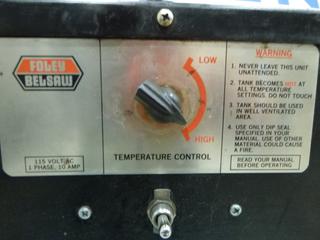 FOLEY
BELSAW
LOW
HIGH
TEMPERATURE CONTROL
115 VOLT AC
1 PHASE, 10 AMP
WARNING
1. NEVER LEAVE THIS UNIT
UNATTENDED.
2. TANK BECOMES HOT AT
ALL TEMPERATURE
SETTINGS. DO NOT TOUCH
3. TANK SHOULD BE USED
IN WELL VENTILATED
AREA.
4. USE ONLY DIP SEAL
SPECIFIED IN YOUR
MANUAL. USE OF OTHER
MATERIAL COULD CAUSE
A FIRE.
READ YOUR MANUAL
BEFORE OPERATING